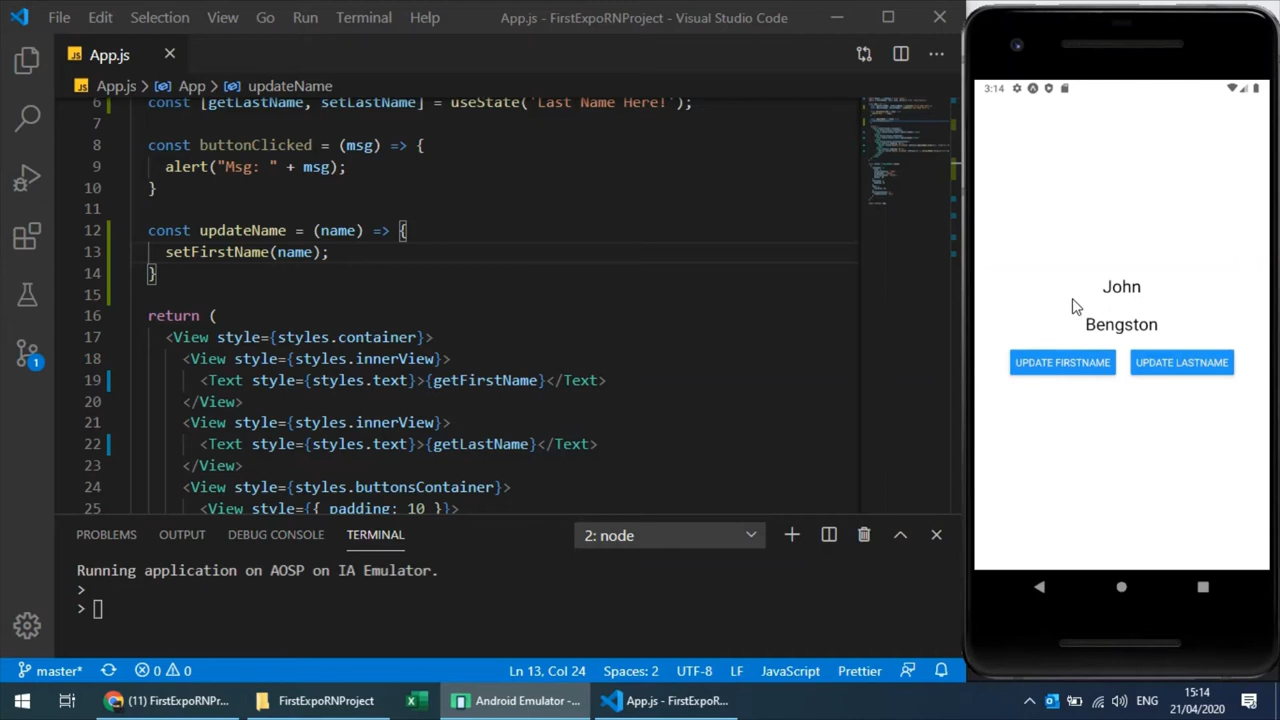 File Edit Selection View Go Run Terminal Help App.js - FirstExpoRNProject - Visual Studio Code
JS App.js
JS App.js > App > updateName
6 const [getLastName, setLastName] = useState('Last Name Here!');
7
8 const buttonClicked = (msg) => {
9 alert("Msg: " + msg);
10 }
11
12 const updateName = (name) => {
13 setFirstName(name);
14 }
15
16 return (
17 <View style={styles.container}>
18 <View style={styles.innerView}>
19 <Text style={styles.text}>{getFirstName}</Text>
20 </View>
21 <View style={styles.innerView}>
22 <Text style={styles.text}>{getLastName}</Text>
23 </View>
24 <View style={styles.buttonsContainer}>
25 <View style={{ padding: 10 }}>
1
PROBLEMS OUTPUT DEBUG CONSOLE TERMINAL 2: node
Running application on AOSP on IA Emulator.
>
>
master* 0 0 Ln 13, Col 24 Spaces: 2 UTF-8 LF JavaScript Prettier
3:14
John
Bengston
UPDATE FIRSTNAME UPDATE LASTNAME
(11) FirstExpoRNPr... FirstExpoRNProject Android Emulator -... App.js - FirstExpoR... ENG 15:14
21/04/2020